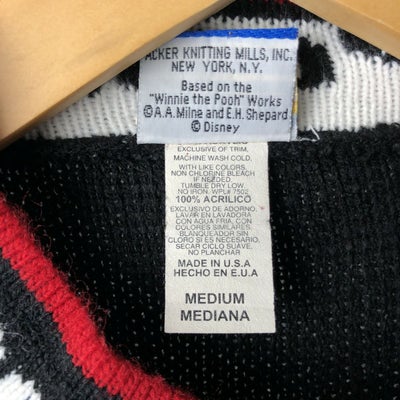 ACKER KNITTING MILLS, INC.
NEW YORK, N.Y.
Based on the
"Winnie the Pooh" Works
©A.A.Milne and E.H.Shepard
© Disney
EXCLUSIVE OF TRIM.
MACHINE WASH COLD.
WITH LIKE COLORS.
NON CHLORINE BLEACH
IF NEEDED.
TUMBLE DRY LOW
NO IRON. WPL# 7502
100% ACRILICO
EXCLUSIVO DE ADORNO.
LAVAR EN LAVADORA
CON AGUA FRIA, CON
COLORES SIMILARES
BLANQUEADOR SIN
CLORO SI ES NECESARIO.
SECAR CICLO SUAVE,
NO PLANCHAR
MADE IN U.S.A
HECHO EN E.U.A
MEDIUM
MEDIANA